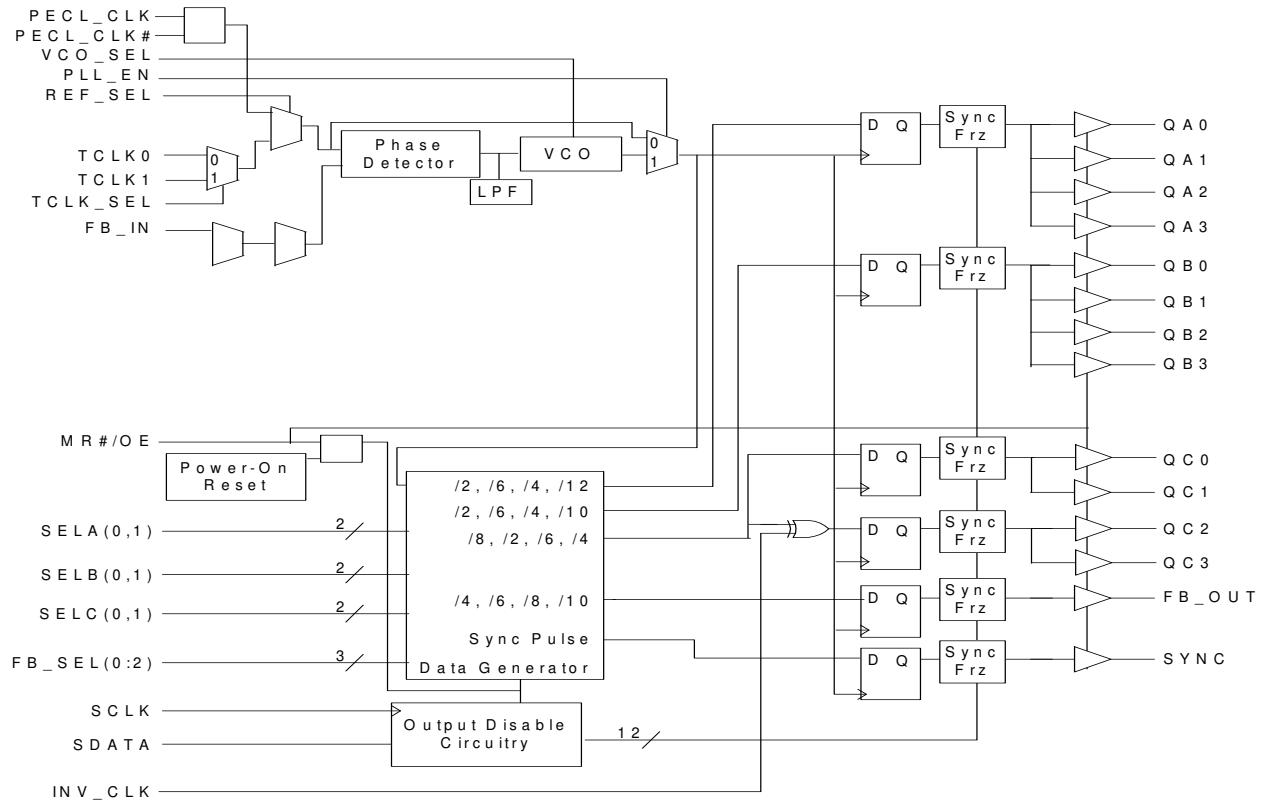 PECL_CLK
PECL_CLK#
VCO_SEL
PLL_EN
REF_SEL
TCLK0
TCLK1
TCLK_SEL
FB_IN
0
1
Phase
Detector
LPF
VCO
0
1
D Q
Sync
Frz
QA0
QA1
QA2
QA3
D Q
Sync
Frz
QB0
QB1
QB2
QB3
MR#/OE
Power-On
Reset
SELA(0,1)
2
SELB(0,1)
2
SELC(0,1)
2
FB_SEL(0:2)
3
/2, /6, /4, /12
/2, /6, /4, /10
/8, /2, /6, /4
/4, /6, /8, /10
Sync Pulse
Data Generator
D Q
Sync
Frz
QC0
QC1
D Q
Sync
Frz
QC2
QC3
D Q
Sync
Frz
FB_OUT
D Q
Sync
Frz
SYNC
SCLK
SDATA
Output Disable
Circuitry
12
INV_CLK